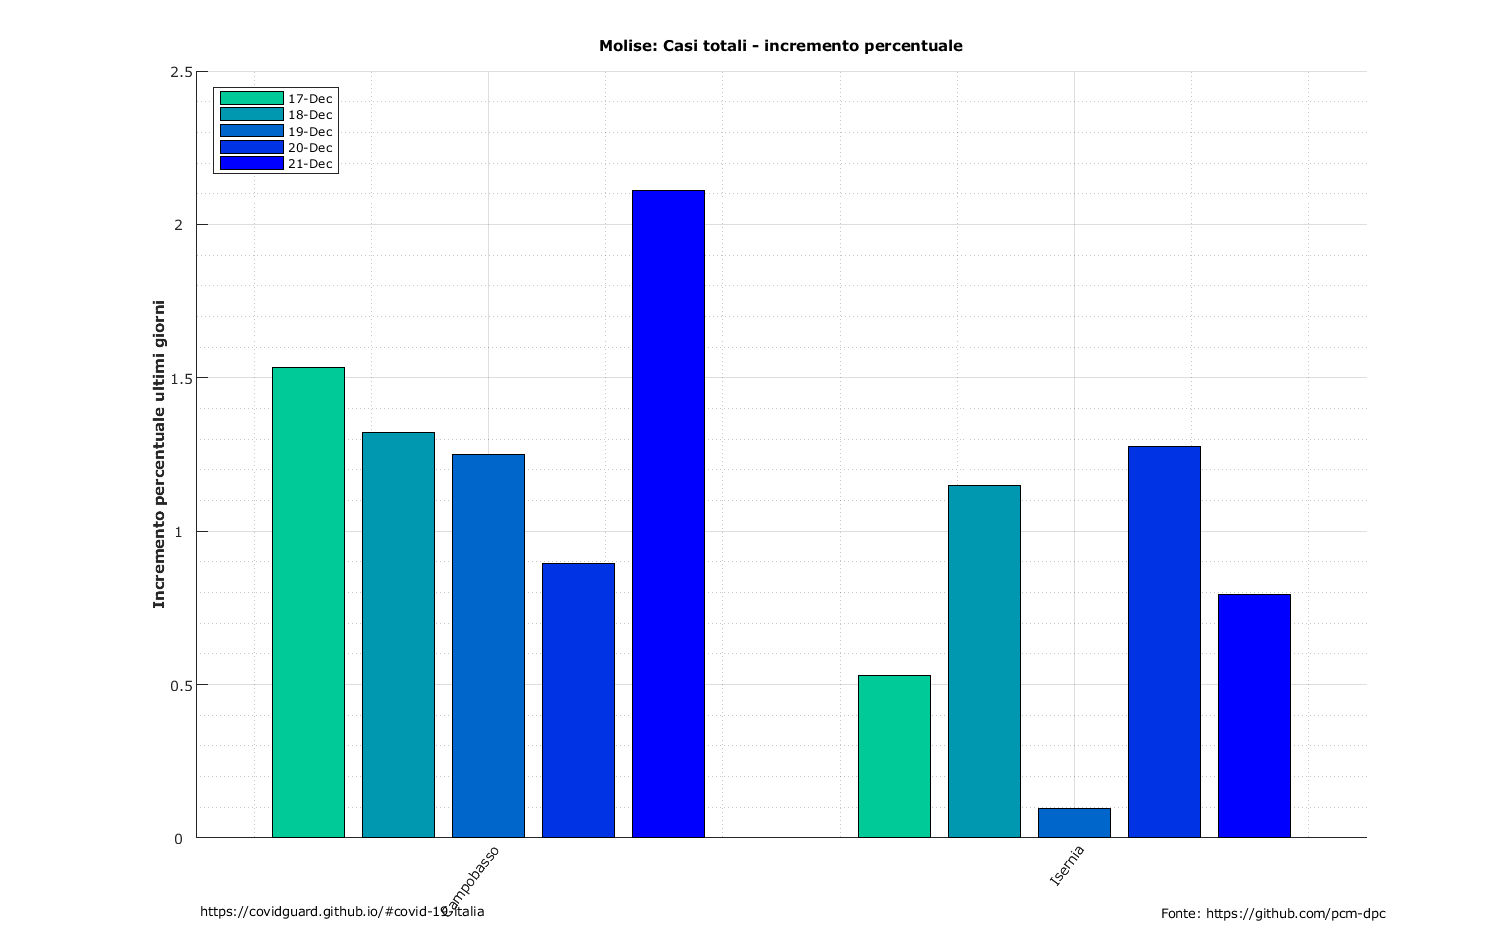 Molise: Casi totali - incremento percentuale
Incremento percentuale ultimi giorni
2.5
2
1.5
1
0.5
0
17-Dec
18-Dec
19-Dec
20-Dec
21-Dec
Campobasso
Isernia
https://covidguard.github.io/#covid-19-italia
Fonte: https://github.com/pcm-dpc